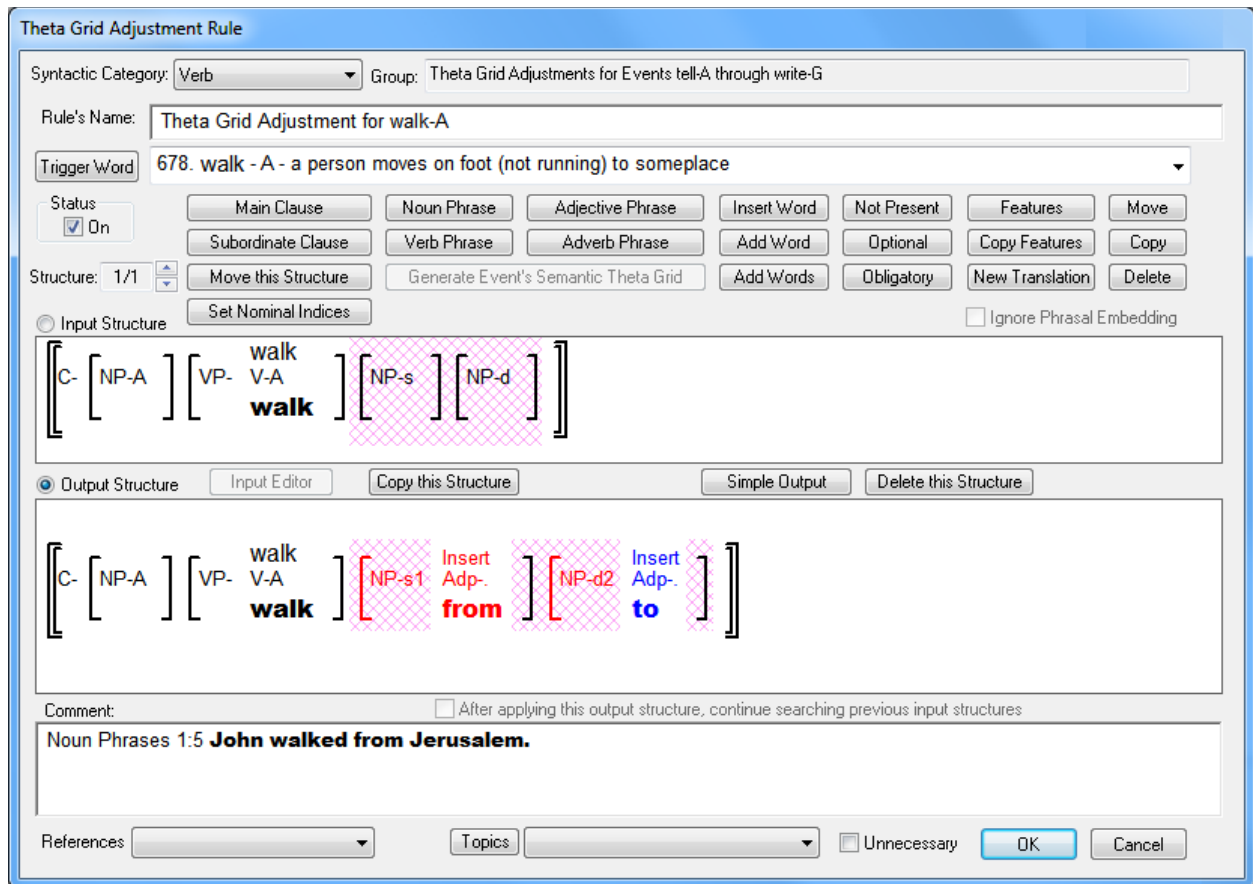 Theta Grid Adjustment Rule
Syntactic Category: Verb Group: Theta Grid Adjustments for Events tell-A through write-G
Rule's Name: Theta Grid Adjustment for walk-A
Trigger Word 678. walk - A - a person moves on foot (not running) to someplace
Status Main Clause Noun Phrase Adjective Phrase Insert Word Not Present Features Move
On Subordinate Clause Verb Phrase Adverb Phrase Add Word Optional Copy Features Copy
Structure: 1/1 Move this Structure Generate Event's Semantic Theta Grid Add Words Obligatory New Translation Delete
Input Structure Set Nominal Indices Ignore Phrasal Embedding
walk
C- NP-A VP- V-A NP-s NP-d
walk
Output Structure Input Editor Copy this Structure Simple Output Delete this Structure
walk Insert Insert
C- NP-A VP- V-A NP-s1 Adp-. NP-d2 Adp-.
walk from to
Comment: After applying this output structure, continue searching previous input structures
Noun Phrases 1:5 John walked from Jerusalem.
References Topics Unnecessary OK Cancel